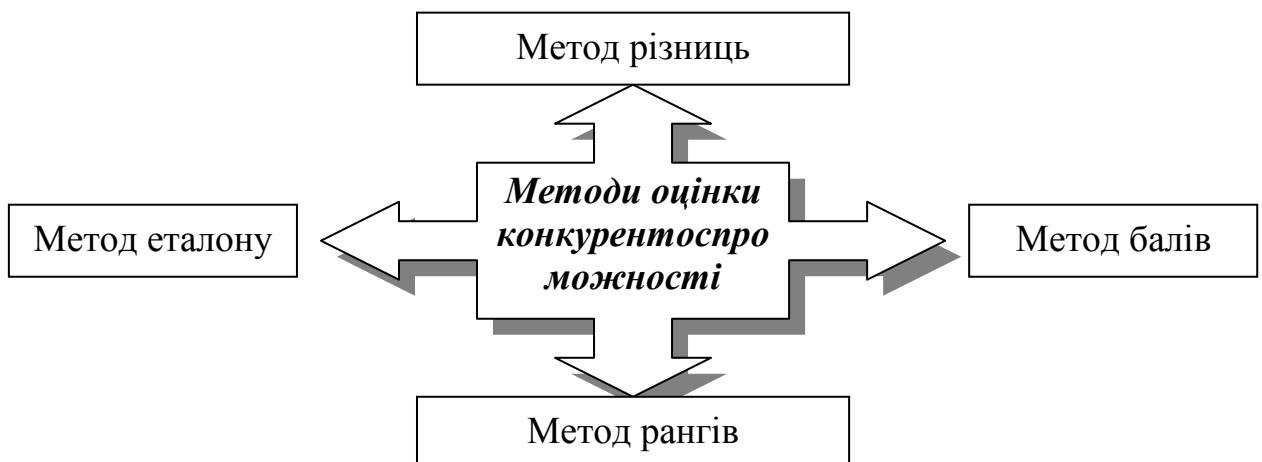 Метод різниць
Методи оцінки
конкурентоспро
можності
Метод еталону
Метод балів
Метод рангів